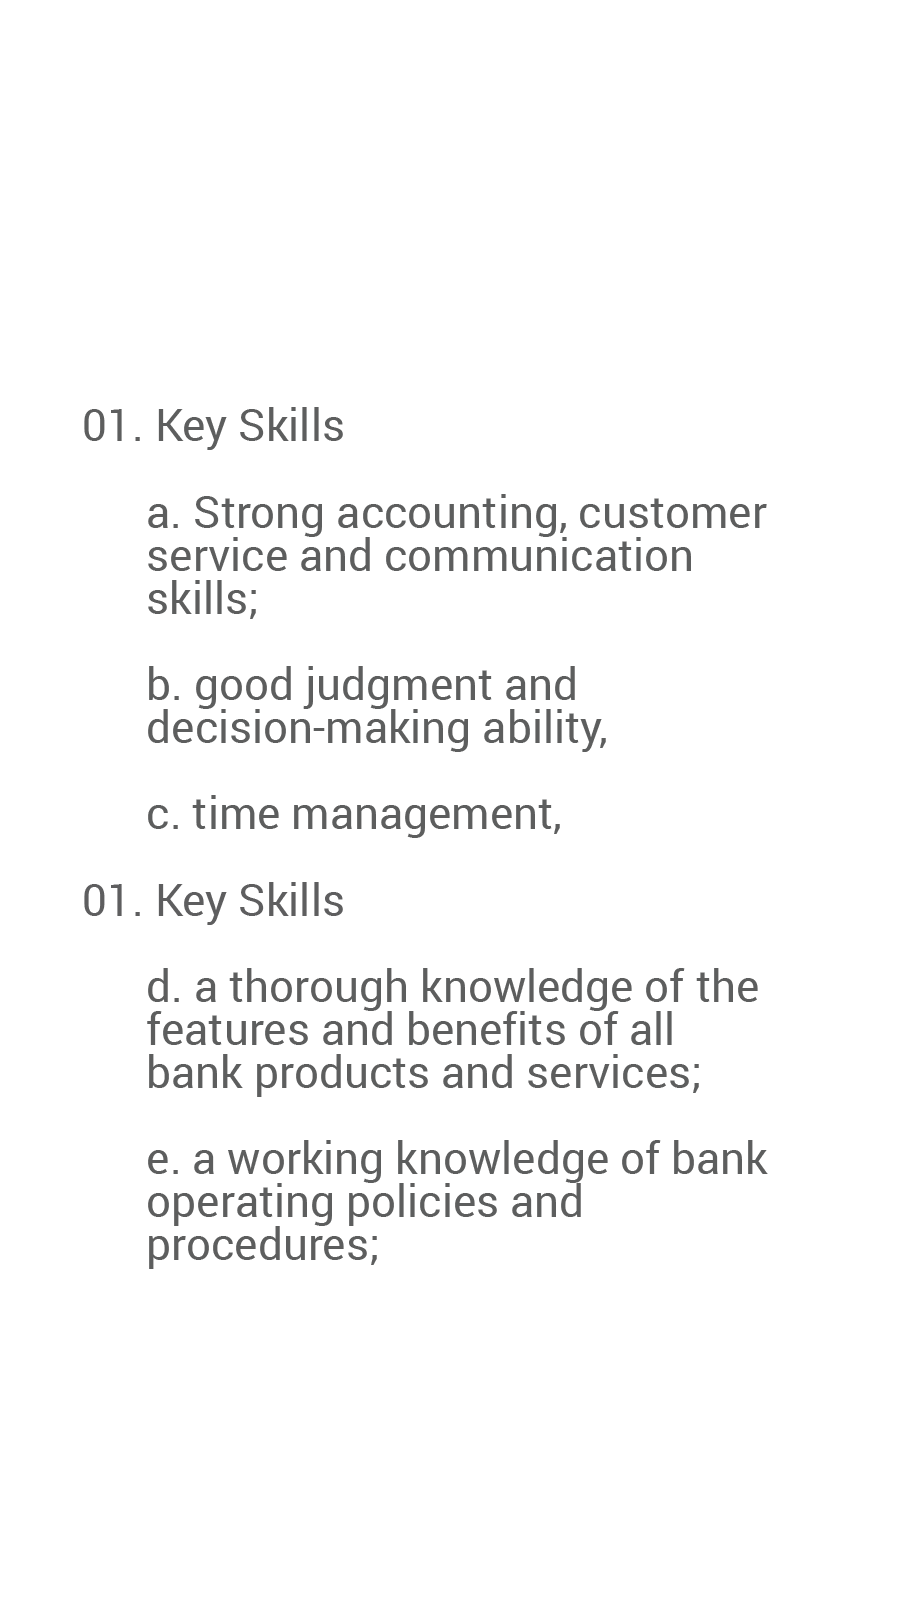 01. Key Skills
a. Strong accounting, customer
service and communication
skills;
b. good judgment and
decision-making ability,
c. time management,
01. Key Skills
d. a thorough knowledge of the
features and benefits of all
bank products and services;
e. a working knowledge of bank
operating policies and
procedures;